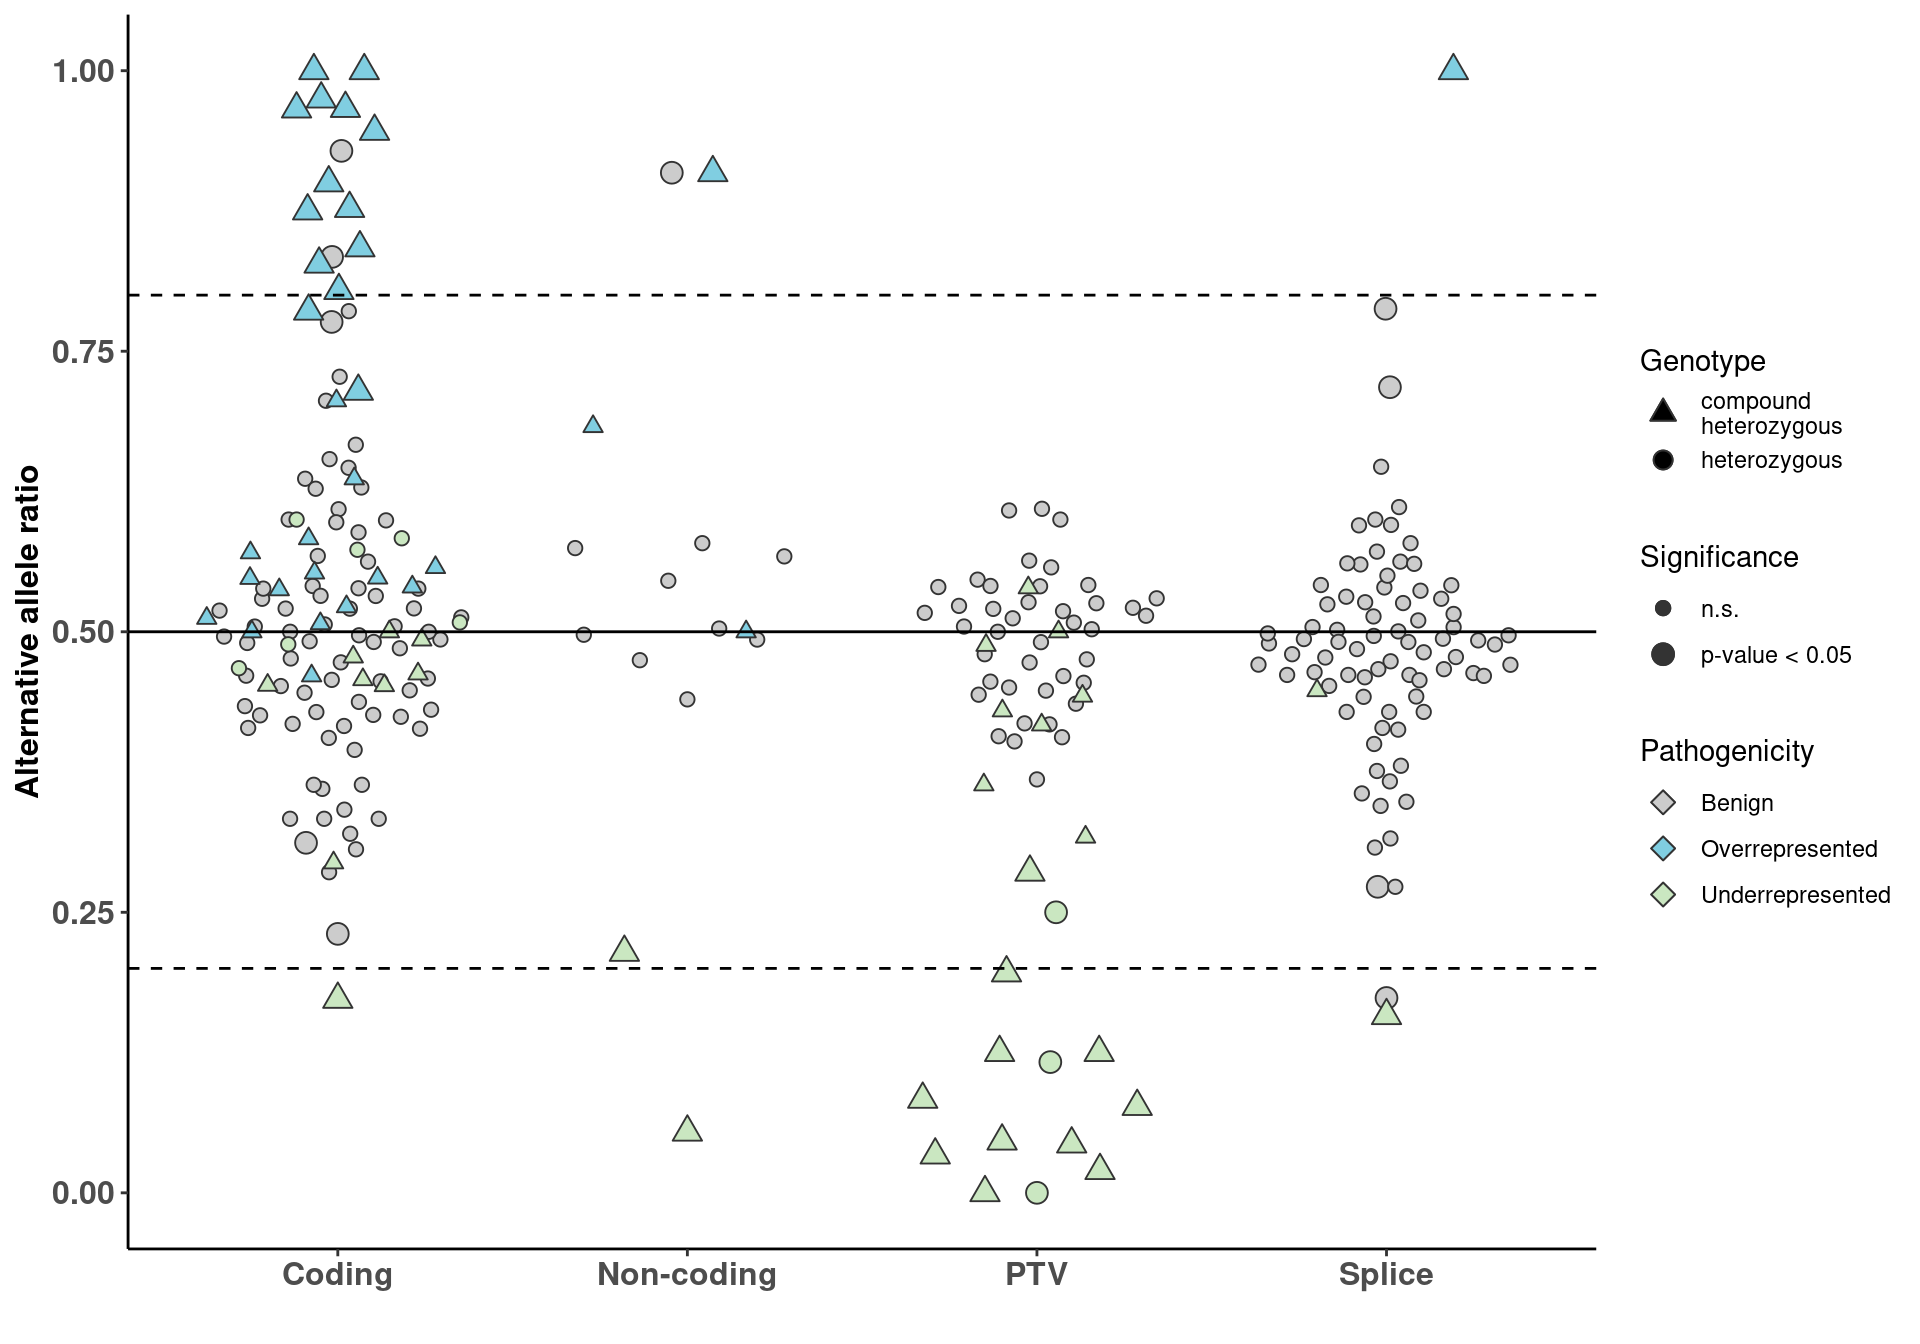 Alternative allele ratio
1.00
0.75
0.50
0.25
0.00
Coding
Non-coding
PTV
Splice
Genotype
compound
heterozygous
heterozygous
Significance
n.s.
p-value < 0.05
Pathogenicity
Benign
Overrepresented
Underrepresented